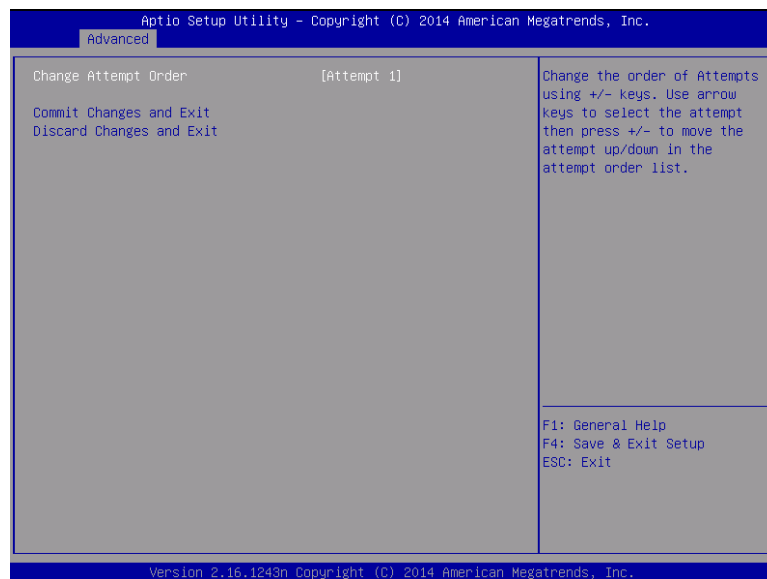 Aptio Setup Utility – Copyright (C) 2014 American Megatrends, Inc.
Advanced
Change Attempt Order [Attempt 1]
Commit Changes and Exit
Discard Changes and Exit
Change the order of Attempts
using +/- keys. Use arrow
keys to select the attempt
then press +/- to move the
attempt up/down in the
attempt order list.
F1: General Help
F4: Save & Exit Setup
ESC: Exit
Version 2.16.1243n Copyright (C) 2014 American Megatrends, Inc.